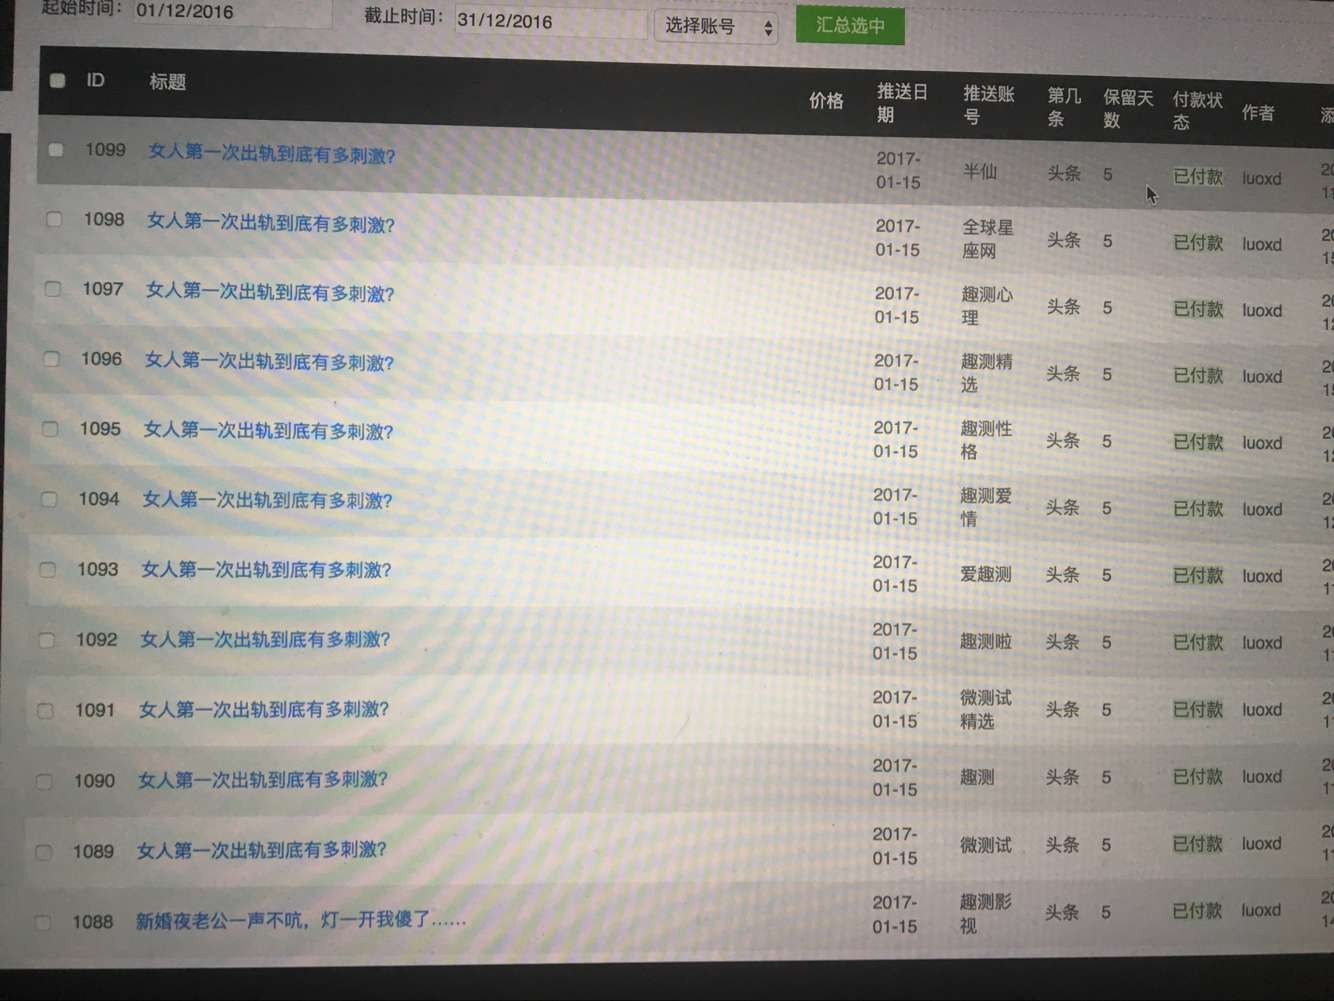 起始时间: 01/12/2016 截止时间: 31/12/2016 选择账号 汇总选中
ID 标题 价格 推送日期 推送账号 第几条 保留天数 付款状态 作者
1099 女人第一次出轨到底有多刺激? 2017-01-15 半仙 头条 5 已付款 luoxd
1098 女人第一次出轨到底有多刺激? 2017-01-15 全球星座网 头条 5 已付款 luoxd
1097 女人第一次出轨到底有多刺激? 2017-01-15 趣测心理 头条 5 已付款 luoxd
1096 女人第一次出轨到底有多刺激? 2017-01-15 趣测精选 头条 5 已付款 luoxd
1095 女人第一次出轨到底有多刺激? 2017-01-15 趣测性格 头条 5 已付款 luoxd
1094 女人第一次出轨到底有多刺激? 2017-01-15 趣测爱情 头条 5 已付款 luoxd
1093 女人第一次出轨到底有多刺激? 2017-01-15 爱趣测 头条 5 已付款 luoxd
1092 女人第一次出轨到底有多刺激? 2017-01-15 趣测啦 头条 5 已付款 luoxd
1091 女人第一次出轨到底有多刺激? 2017-01-15 微测试精选 头条 5 已付款 luoxd
1090 女人第一次出轨到底有多刺激? 2017-01-15 趣测 头条 5 已付款 luoxd
1089 女人第一次出轨到底有多刺激? 2017-01-15 微测试 头条 5 已付款 luoxd
1088 新婚夜老公一声不吭，灯一开我傻了…… 2017-01-15 趣测影视 头条 5 已付款 luoxd